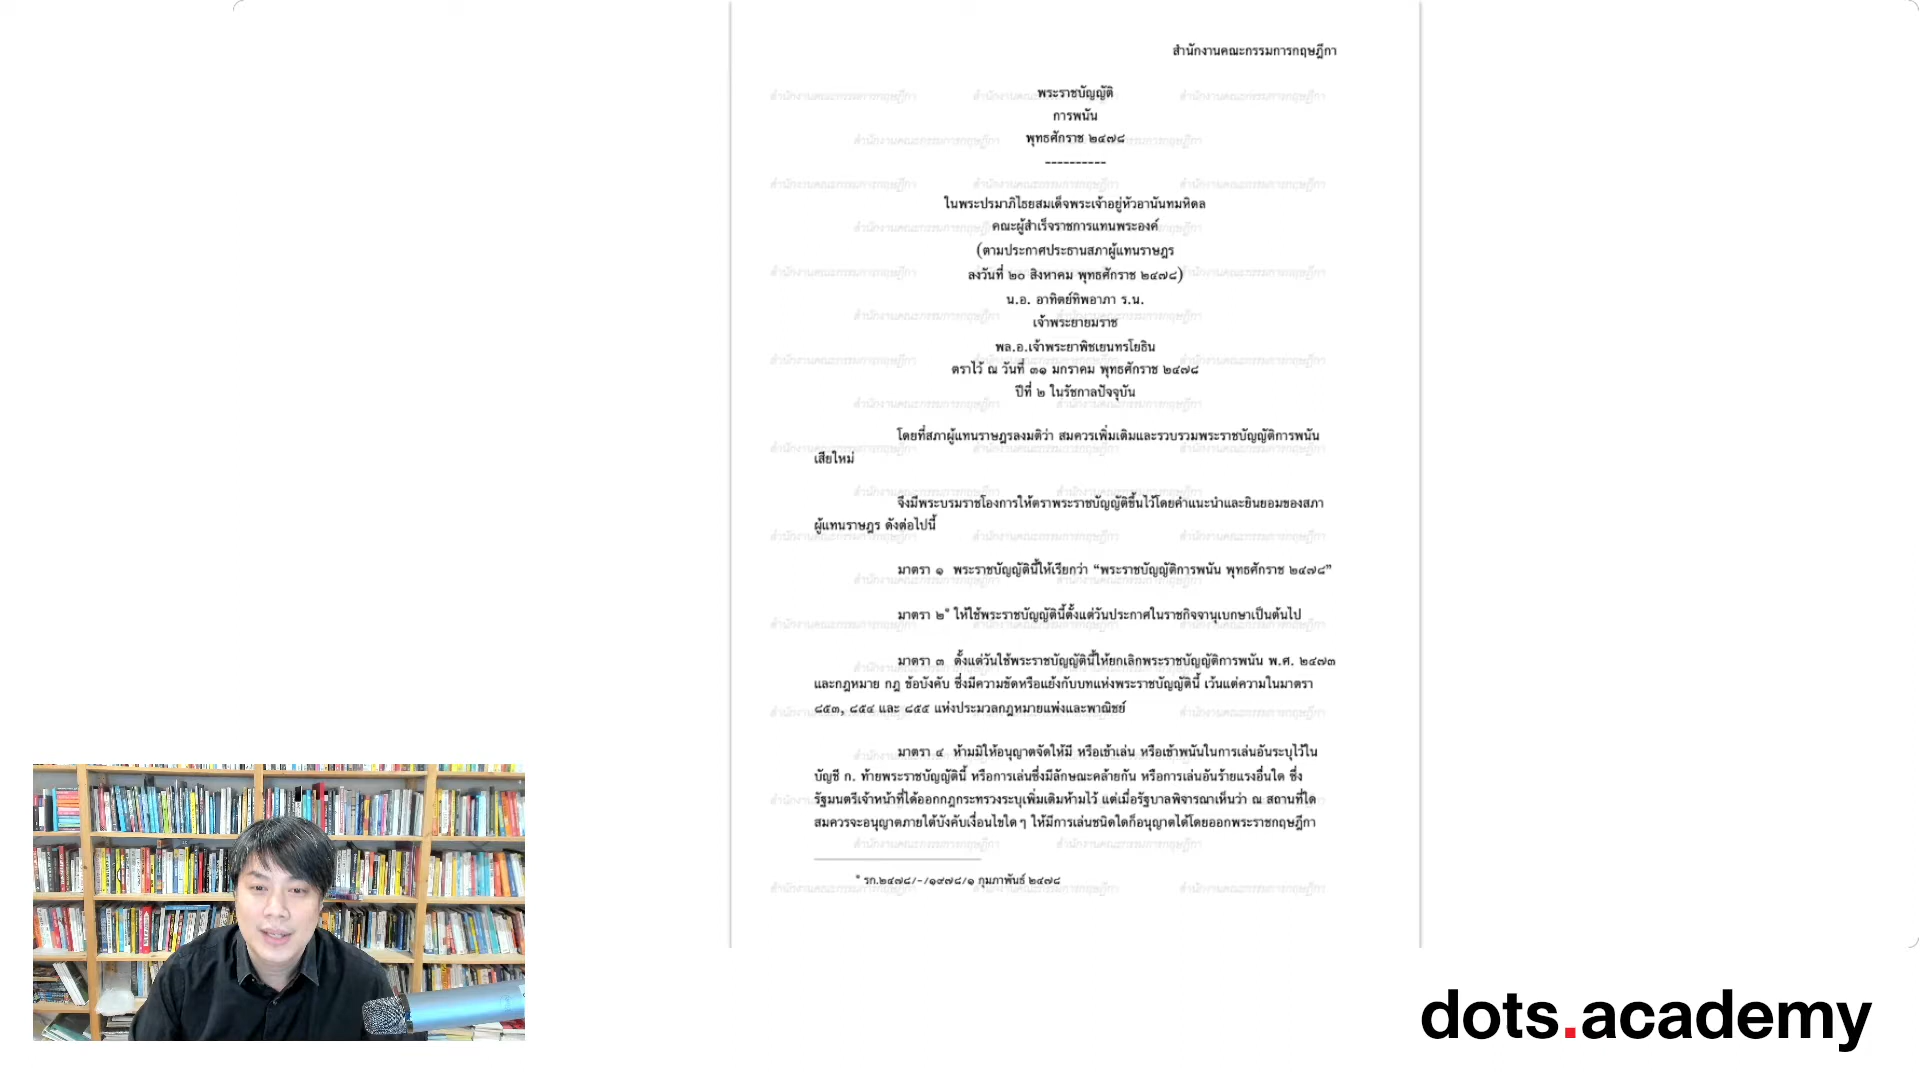 สำนักงานคณะกรรมการกฤษฎีกา
พระราชบัญญัติ
การพนัน
พุทธศักราช ๒๔๗๘
----------
ในพระปรมาภิไธยสมเด็จพระเจ้าอยู่หัวอานันทมหิดล
คณะผู้สำเร็จราชการแทนพระองค์
(ตามประกาศประธานสภาผู้แทนราษฎร
ลงวันที่ ๒๐ สิงหาคม พุทธศักราช ๒๔๗๘)
น.อ. อาทิตย์ทิพอาภา ร.น.
เจ้าพระยายมราช
พล.อ.เจ้าพระยาพิชเยนทรโยธิน
ตราไว้ ณ วันที่ ๓๑ มกราคม พุทธศักราช ๒๔๗๘
ปีที่ ๒ ในรัชกาลปัจจุบัน
โดยที่สภาผู้แทนราษฎรลงมติว่า สมควรเพิ่มเติมและรวบรวมพระราชบัญญัติการพนัน
เสียใหม่
จึงมีพระบรมราชโองการให้ตราพระราชบัญญัติขึ้นไว้โดยคำแนะนำและยินยอมของสภา
ผู้แทนราษฎร ดังต่อไปนี้
มาตรา ๑ พระราชบัญญัตินี้ให้เรียกว่า “พระราชบัญญัติการพนัน พุทธศักราช ๒๔๗๘”
มาตรา ๒* ให้ใช้พระราชบัญญัตินี้ตั้งแต่วันประกาศในราชกิจจานุเบกษาเป็นต้นไป
มาตรา ๓ ตั้งแต่วันใช้พระราชบัญญัตินี้ให้ยกเลิกพระราชบัญญัติการพนัน พ.ศ. ๒๔๗๓
และกฎหมาย กฎ ข้อบังคับ ซึ่งมีความขัดหรือแย้งกับบทแห่งพระราชบัญญัตินี้ เว้นแต่ความในมาตรา
๘๕๓, ๘๕๔ และ ๘๕๕ แห่งประมวลกฎหมายแพ่งและพาณิชย์
มาตรา ๔ ห้ามมิให้อนุญาตจัดให้มี หรือเข้าเล่น หรือเข้าพนันในการเล่นอันระบุไว้ใน
บัญชี ก. ท้ายพระราชบัญญัตินี้ หรือการเล่นซึ่งมีลักษณะคล้ายกัน หรือการเล่นอันร้ายแรงอื่นใด ซึ่ง
รัฐมนตรีเจ้าหน้าที่ได้ออกกฎกระทรวงระบุเพิ่มเติมห้ามไว้ แต่เมื่อรัฐบาลพิจารณาเห็นว่า ณ สถานที่ใด
สมควรจะอนุญาตภายใต้บังคับเงื่อนไขใด ๆ ให้มีการเล่นชนิดใดก็อนุญาตได้โดยออกพระราชกฤษฎีกา
* รก.๒๔๗๘/-/๑๙๗๘/๑ กุมภาพันธ์ ๒๔๗๘
dots.academy